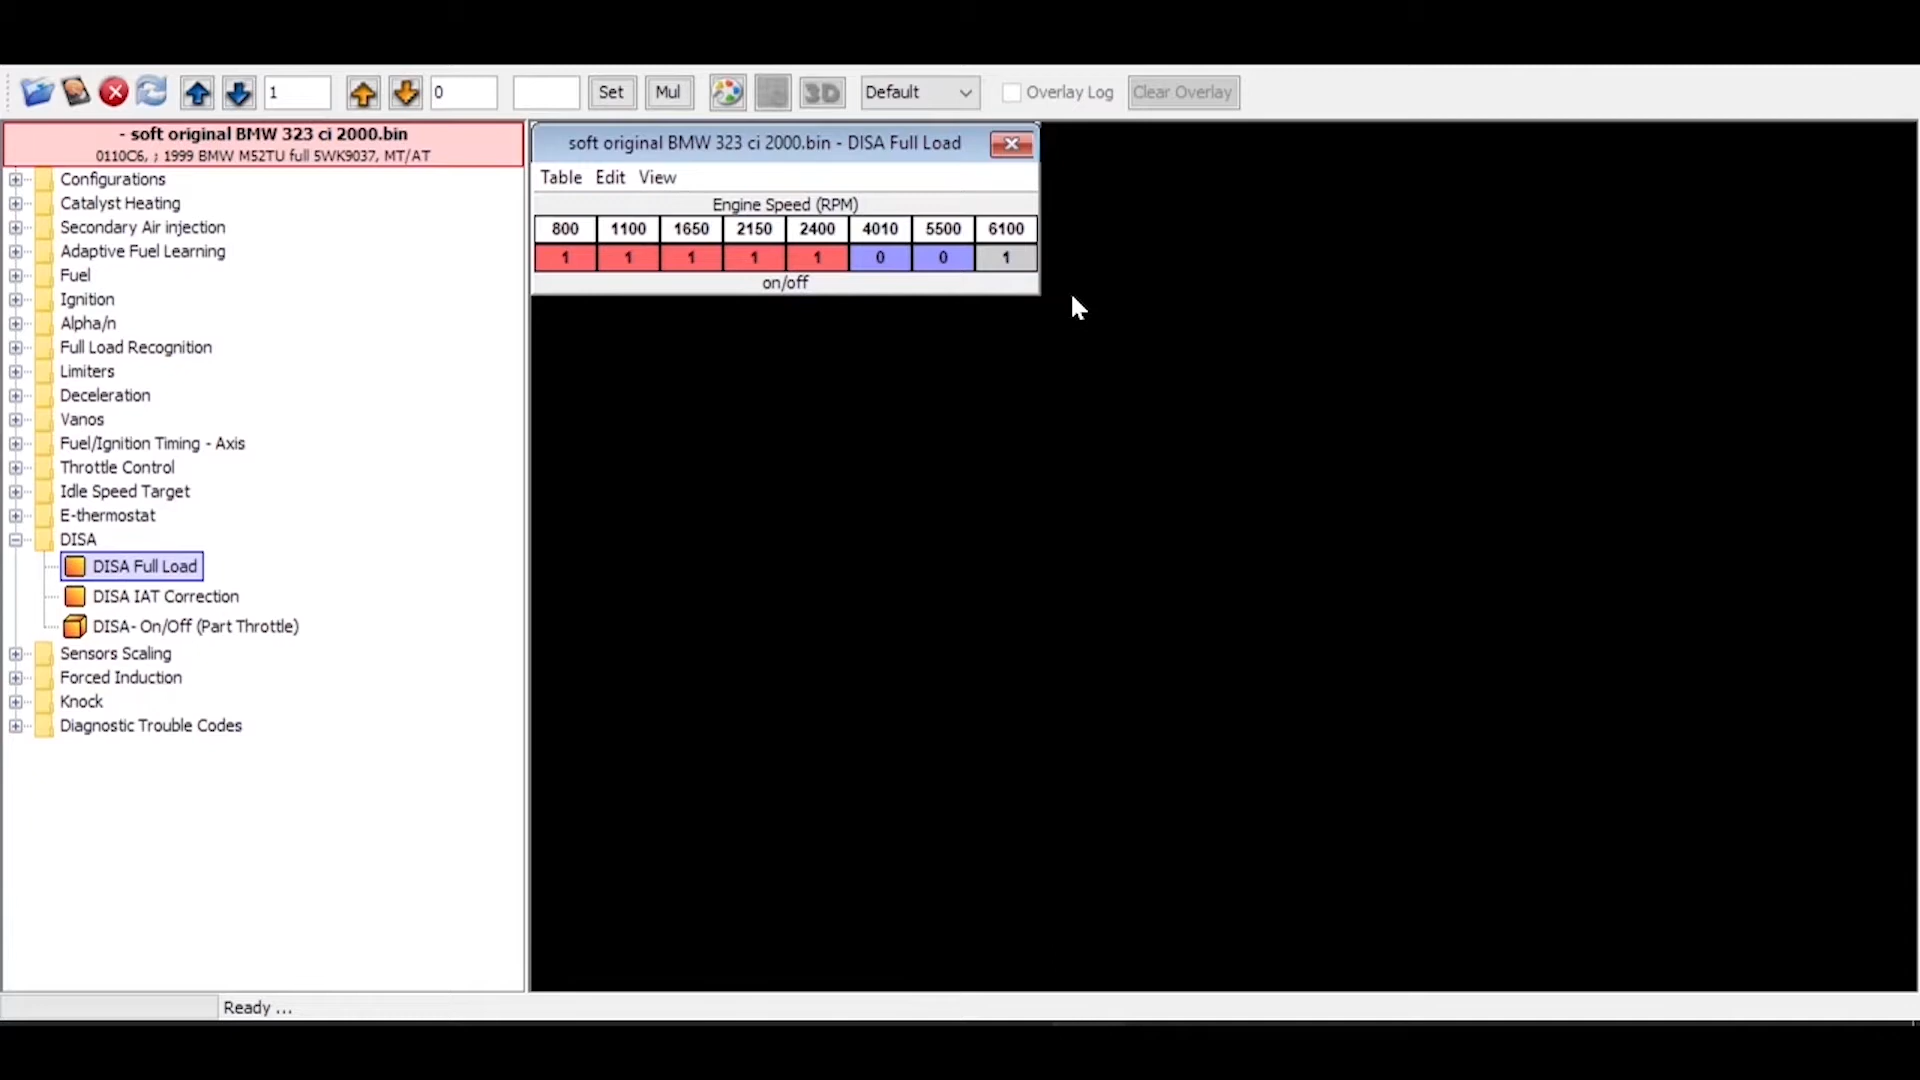 1 0 Set Mul 3D Default Overlay Log Clear Overlay
- soft original BMW 323 ci 2000.bin
0110C6, ; 1999 BMW M52TU full 5WK9037, MT/AT
Configurations
Catalyst Heating
Secondary Air injection
Adaptive Fuel Learning
Fuel
Ignition
Alpha/n
Full Load Recognition
Limiters
Deceleration
Vanos
Fuel/Ignition Timing - Axis
Throttle Control
Idle Speed Target
E-thermostat
DISA
DISA Full Load
DISA IAT Correction
DISA- On/Off (Part Throttle)
Sensors Scaling
Forced Induction
Knock
Diagnostic Trouble Codes
soft original BMW 323 ci 2000.bin - DISA Full Load
Table Edit View
Engine Speed (RPM)
800 1100 1650 2150 2400 4010 5500 6100
1 1 1 1 1 0 0 1
on/off
Ready ...